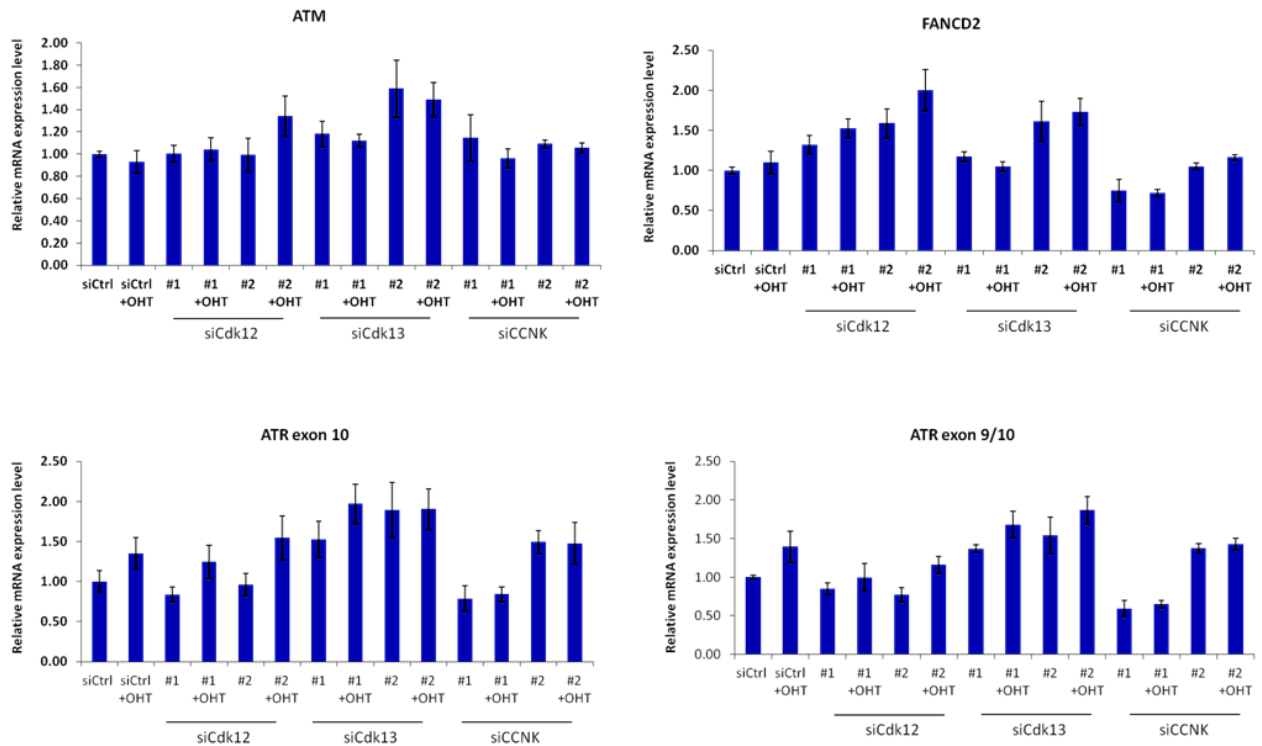 ATM
Relative mRNA expression level
2.00
1.80
1.60
1.40
1.20
1.00
0.80
0.60
0.40
0.20
0.00
siCtrl siCtrl #1 #1 #2 #2 #1 #1 #2 #2 #1 #1 #2 #2
+OHT +OHT +OHT +OHT +OHT +OHT +OHT
siCdk12 siCdk13 siCCNK
FANCD2
Relative mRNA expression level
2.50
2.00
1.50
1.00
0.50
0.00
siCtrl siCtrl #1 #1 #2 #2 #1 #1 #2 #2 #1 #1 #2 #2
+OHT +OHT +OHT +OHT +OHT +OHT +OHT
siCdk12 siCdk13 siCCNK
ATR exon 10
Relative mRNA expression level
2.50
2.00
1.50
1.00
0.50
0.00
siCtrl siCtrl #1 #1 #2 #2 #1 #1 #2 #2 #1 #1 #2 #2
+OHT +OHT +OHT +OHT +OHT +OHT +OHT
siCdk12 siCdk13 siCCNK
ATR exon 9/10
Relative mRNA expression level
2.50
2.00
1.50
1.00
0.50
0.00
siCtrl siCtrl #1 #1 #2 #2 #1 #1 #2 #2 #1 #1 #2 #2
+OHT +OHT +OHT +OHT +OHT +OHT +OHT
siCdk12 siCdk13 siCCNK